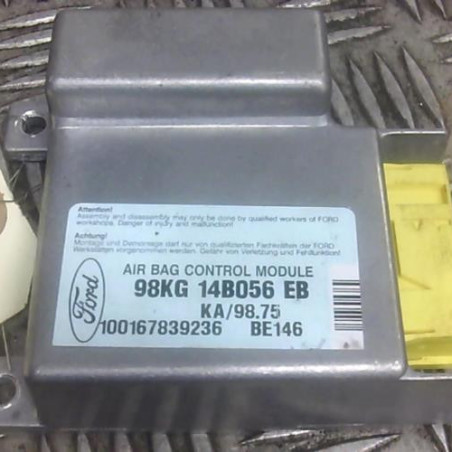 Attention!
Assembly and disassembly may only be done by qualified workers of FORD
workshops. Danger of injury and malfunction!
Achtung!
Montage und Demontage darf nur von qualifizierten Fachkräften der FORD
Werkstätten vorgenommen werden. Gefahr von Verletzung und Fehlfunktion!
Ford
AIR BAG CONTROL MODULE
98KG 14B056 EB
KA/98.75
100167839236 BE146